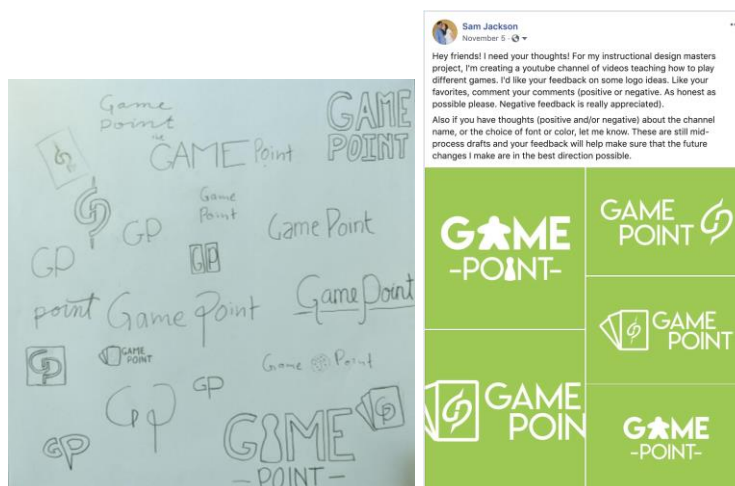 Game
Point
GAME
POINT
the
GAME Point
Game
Point
GP
GP
GP
Game Point
point
Game Point
Game Point
GP
GAME
POINT
Game Point
GP
GP
GP
GP
GAME
-POINT-
Sam Jackson
November 5
Hey friends! I need your thoughts! For my instructional design masters
project, I'm creating a youtube channel of videos teaching how to play
different games. I'd like your feedback on some logo ideas. Like your
favorites, comment your comments (positive or negative. As honest as
possible please. Negative feedback is really appreciated).
Also if you have thoughts (positive and/or negative) about the channel
name, or the choice of font or color, let me know. These are still mid-
process drafts and your feedback will help make sure that the future
changes I make are in the best direction possible.
GAME
-POINT-
GAME
POINT
GAME
POINT
GAME
POIN
GAME
-POINT-